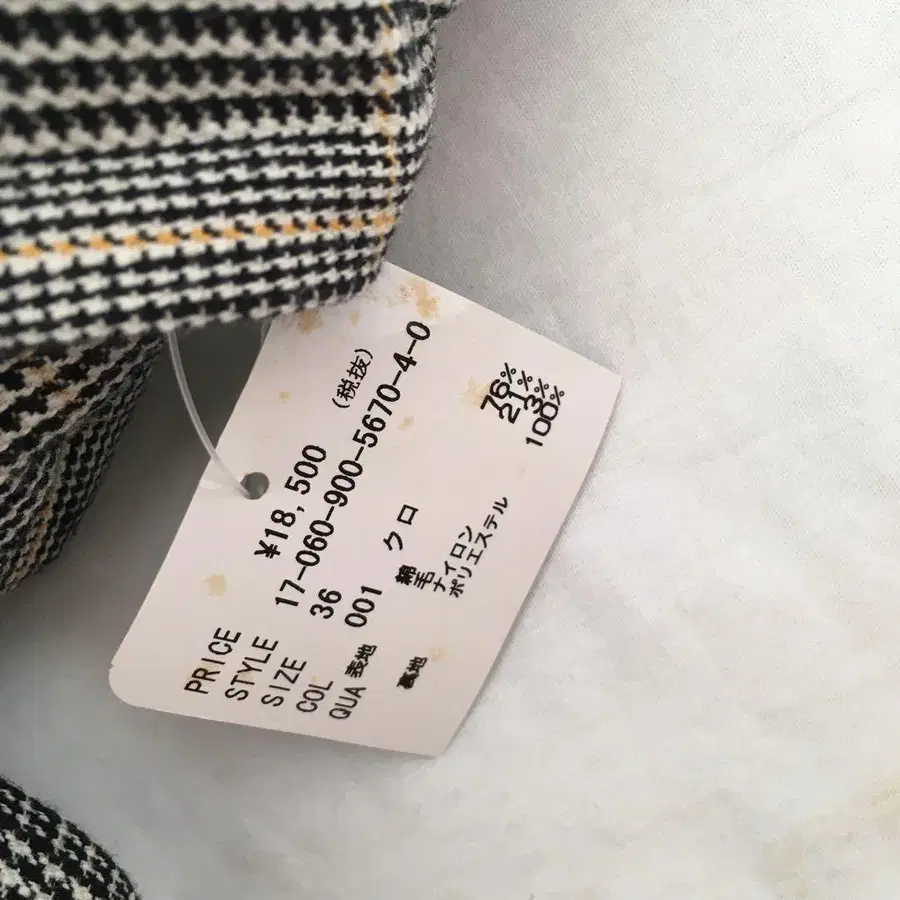 PRICE ¥18,500 (税抜)
STYLE 17-060-900-5670-4-0
SIZE 36
COL 001 クロ
QUA 表地 綿 76%
毛 21%
ナイロン 3%
裏地 ポリエステル 100%